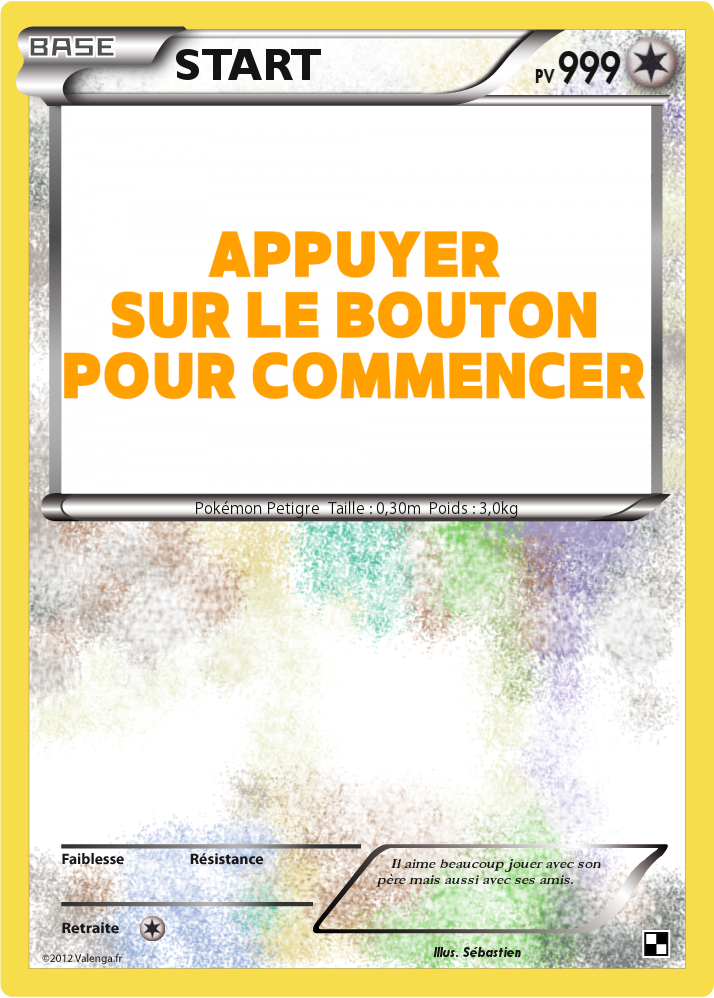 BASE START PV 999
APPUYER
SUR LE BOUTON
POUR COMMENCER
Pokémon Petigre Taille : 0,30m Poids : 3,0kg
Faiblesse Résistance
Il aime beaucoup jouer avec son
père mais aussi avec ses amis.
Retraite
Illus. Sébastien
©2012 Valenga.fr